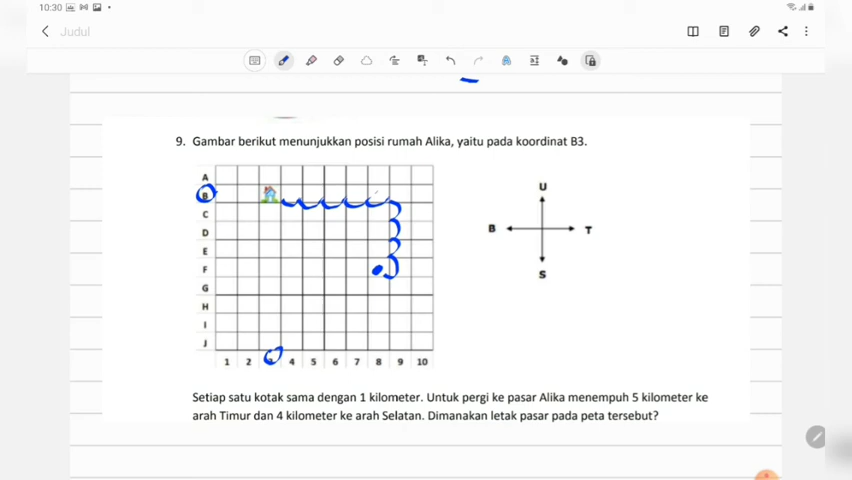 10:30
Judul
9. Gambar berikut menunjukkan posisi rumah Alika, yaitu pada koordinat B3.
A
B
C
D
E
F
G
H
I
J
1 2 3 4 5 6 7 8 9 10
U
B T
S
Setiap satu kotak sama dengan 1 kilometer. Untuk pergi ke pasar Alika menempuh 5 kilometer ke
arah Timur dan 4 kilometer ke arah Selatan. Dimanakan letak pasar pada peta tersebut?